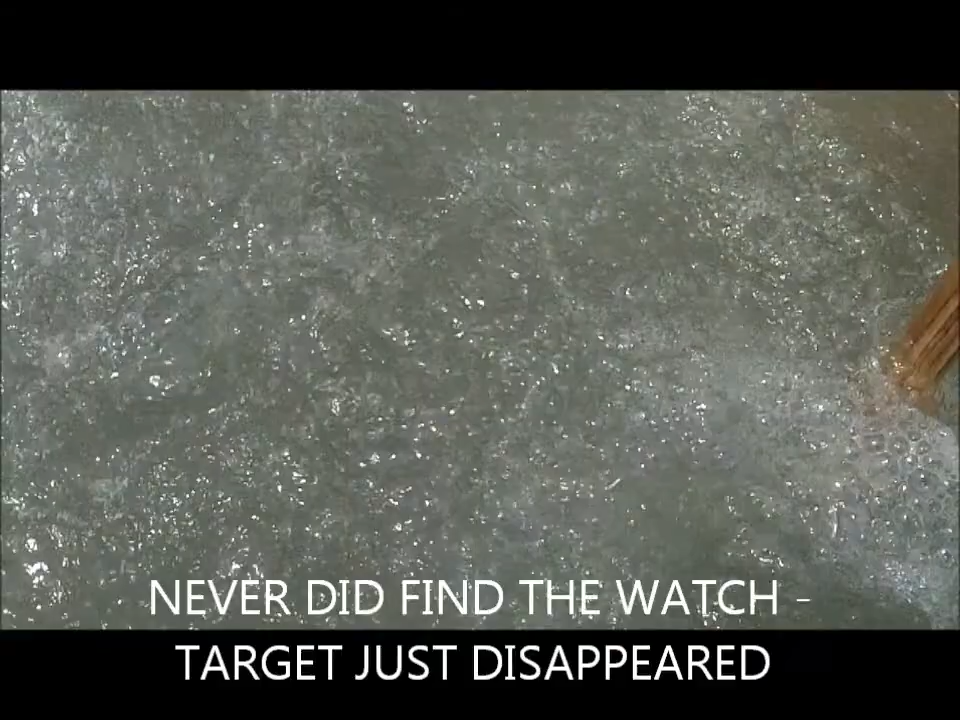 NEVER DID FIND THE WATCH -
TARGET JUST DISAPPEARED